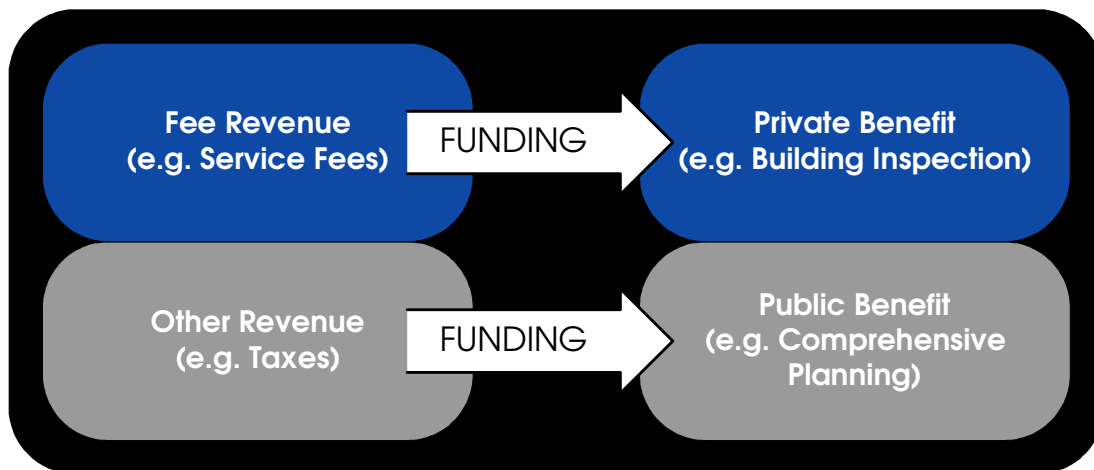 Fee Revenue
(e.g. Service Fees)
FUNDING
Private Benefit
(e.g. Building Inspection)
Other Revenue
(e.g. Taxes)
FUNDING
Public Benefit
(e.g. Comprehensive
Planning)